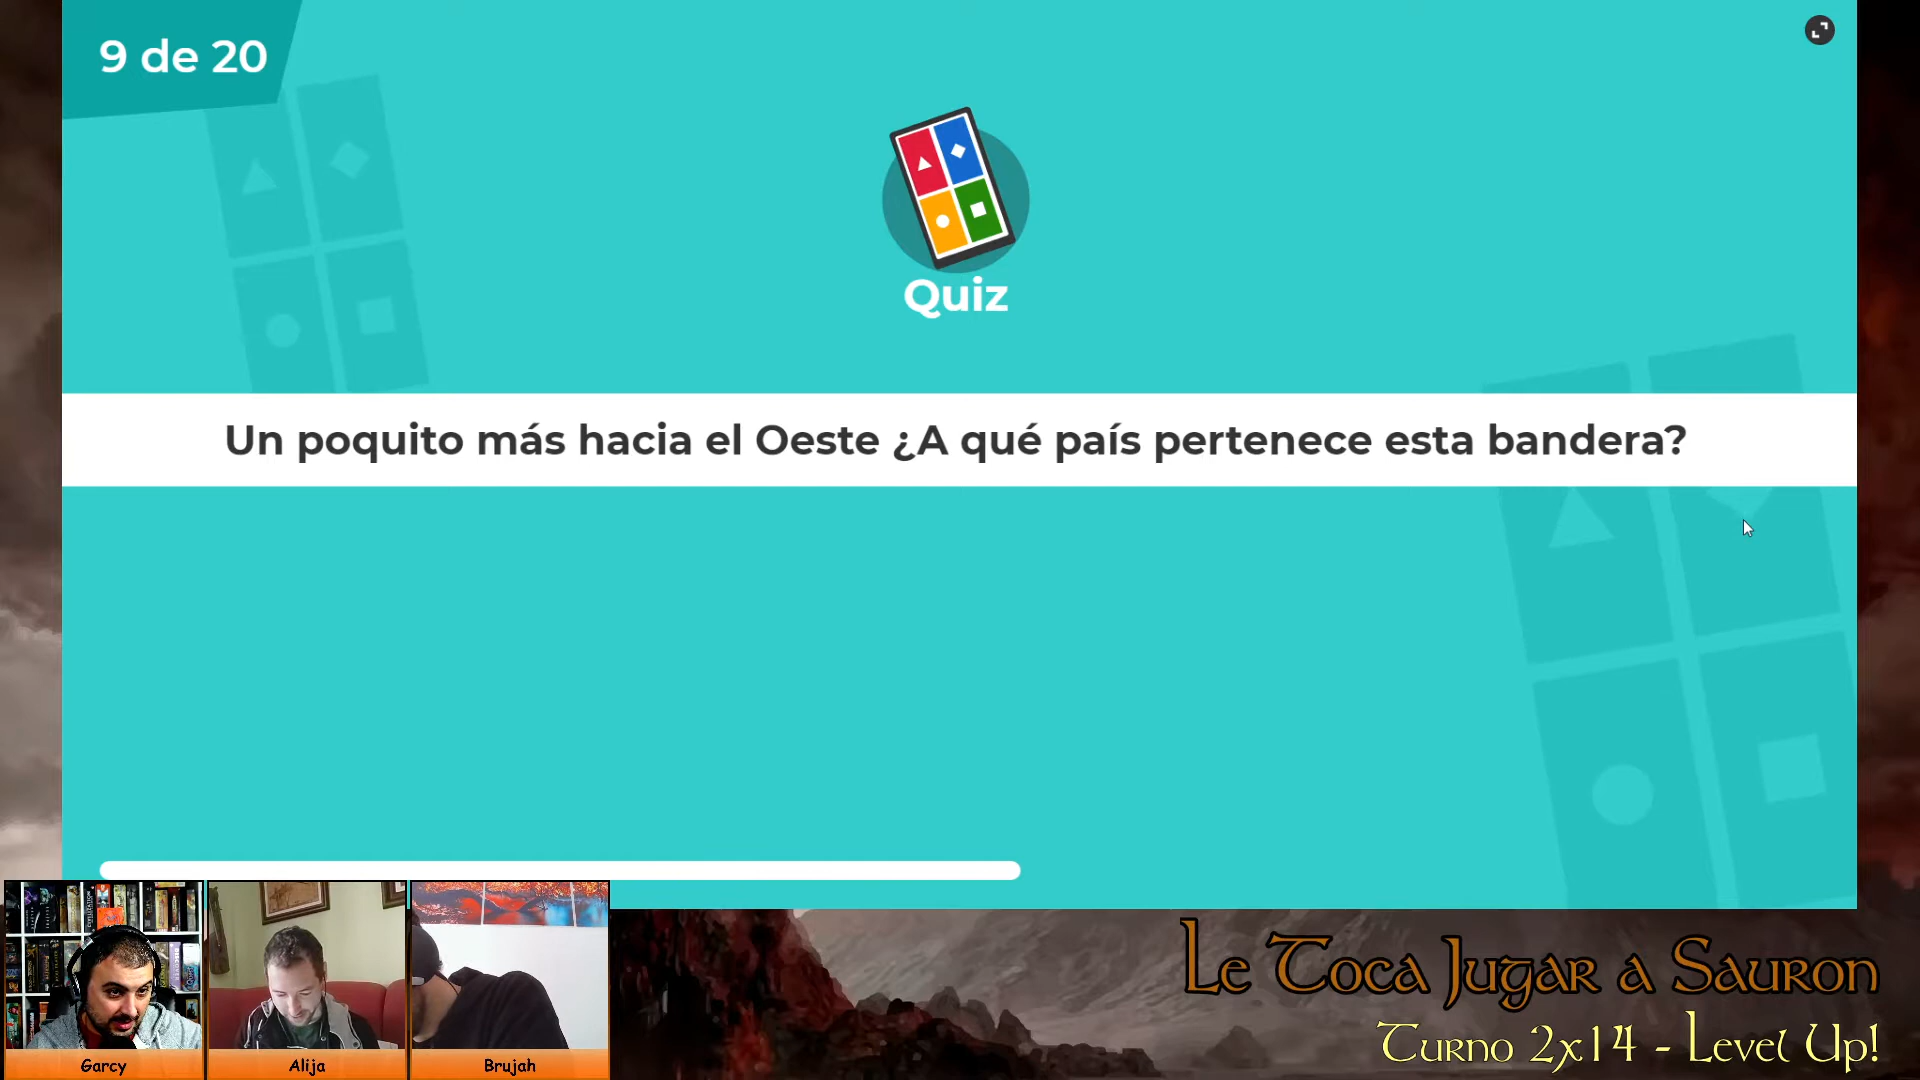 9 de 20
Quiz
Un poquito más hacia el Oeste ¿A qué país pertenece esta bandera?
Le Toca Jugar a Sauron
Turno 2x14 - Level Up!
Garcy
Alija
Brujah